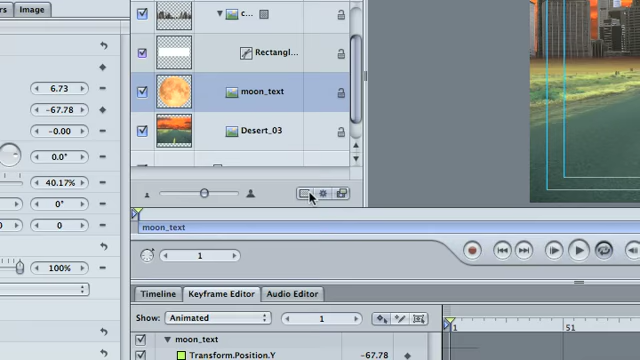 rs Image
c...
Rectangl...
moon_text
Desert_03
6.73
-67.78
-0.00
0.0°
40.17%
0°
0 0
100%
moon_text
1
Timeline Keyframe Editor Audio Editor
Show: Animated 1
1 51
moon_text
Transform.Position.Y -67.78